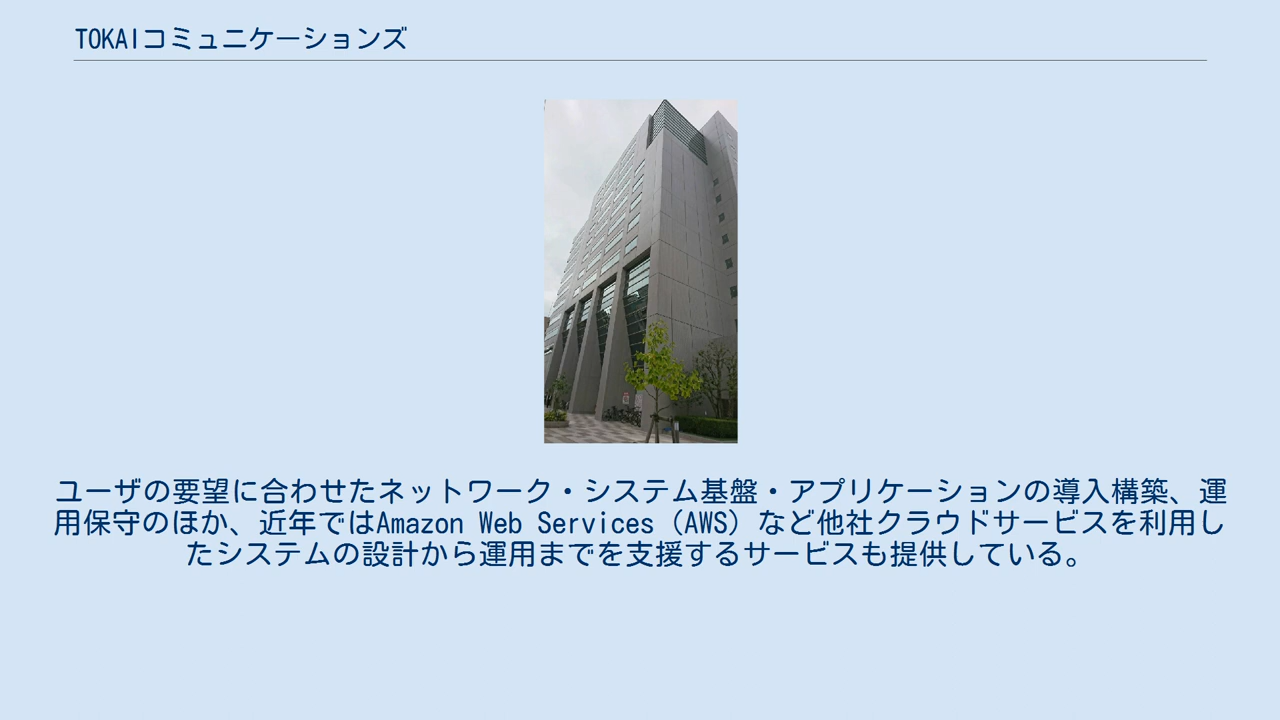 TOKAIコミュニケーションズ
ユーザの要望に合わせたネットワーク・システム基盤・アプリケーションの導入構築、運
用保守のほか、近年ではAmazon Web Services（AWS）など他社クラウドサービスを利用し
たシステムの設計から運用までを支援するサービスも提供している。